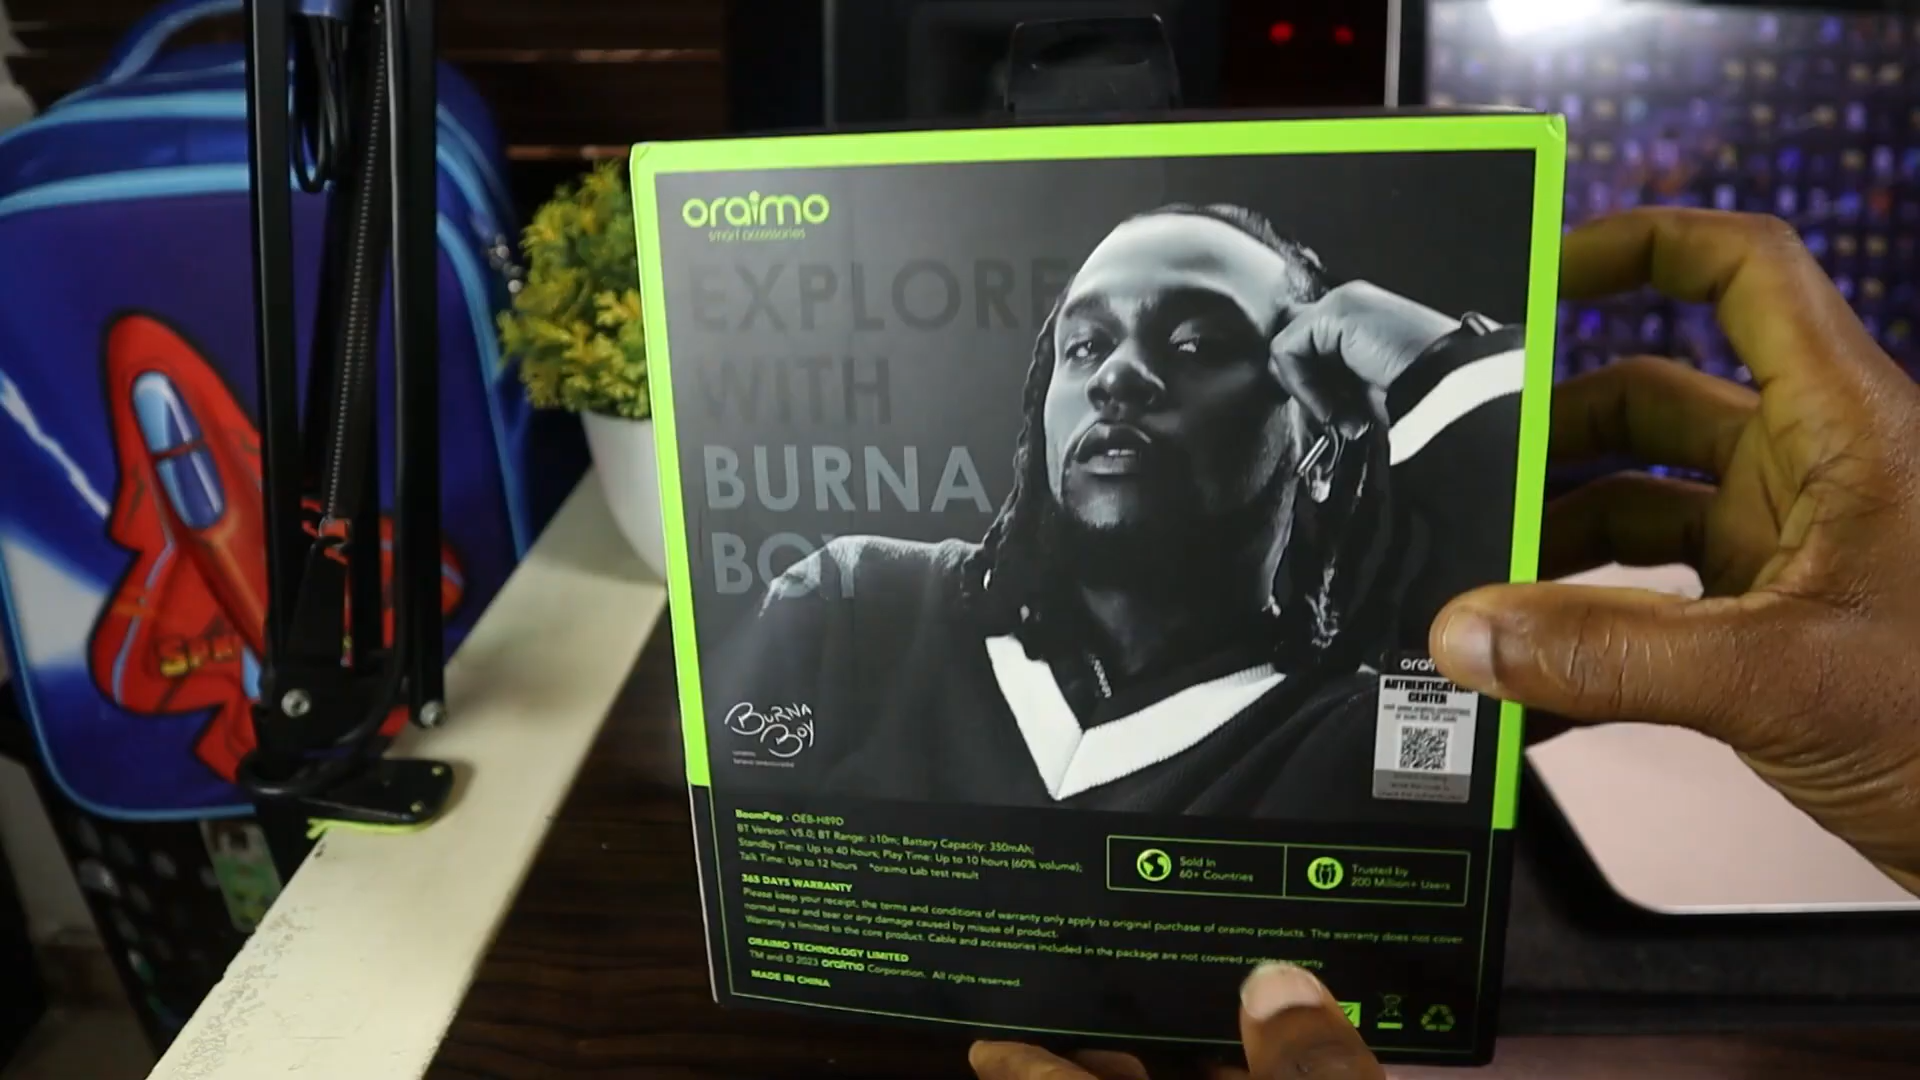 oraimo
smart accessories
EXPLORE
WITH
BURNA
BOY
BURNA
BOY
AUTHENTICATION
CENTER
BoomPop - OEB-H89D
BT Version: V5.0; BT Range: ≥10m; Battery Capacity: 350mAh;
Standby Time: Up to 40 hours; Play Time: Up to 10 hours (60% volume);
Talk Time: Up to 12 hours *oraimo Lab test result
Sold In
60+ Countries
Trusted by
200 Million+ Users
365 DAYS WARRANTY
Please keep your receipt, the terms and conditions of warranty only apply to original purchase of oraimo products. The warranty does not cover
normal wear and tear or any damage caused by misuse of product.
Warranty is limited to the core product. Cable and accessories included in the package are not covered under warranty.
ORAIMO TECHNOLOGY LIMITED
TM and © 2023 oraimo Corporation. All rights reserved.
MADE IN CHINA